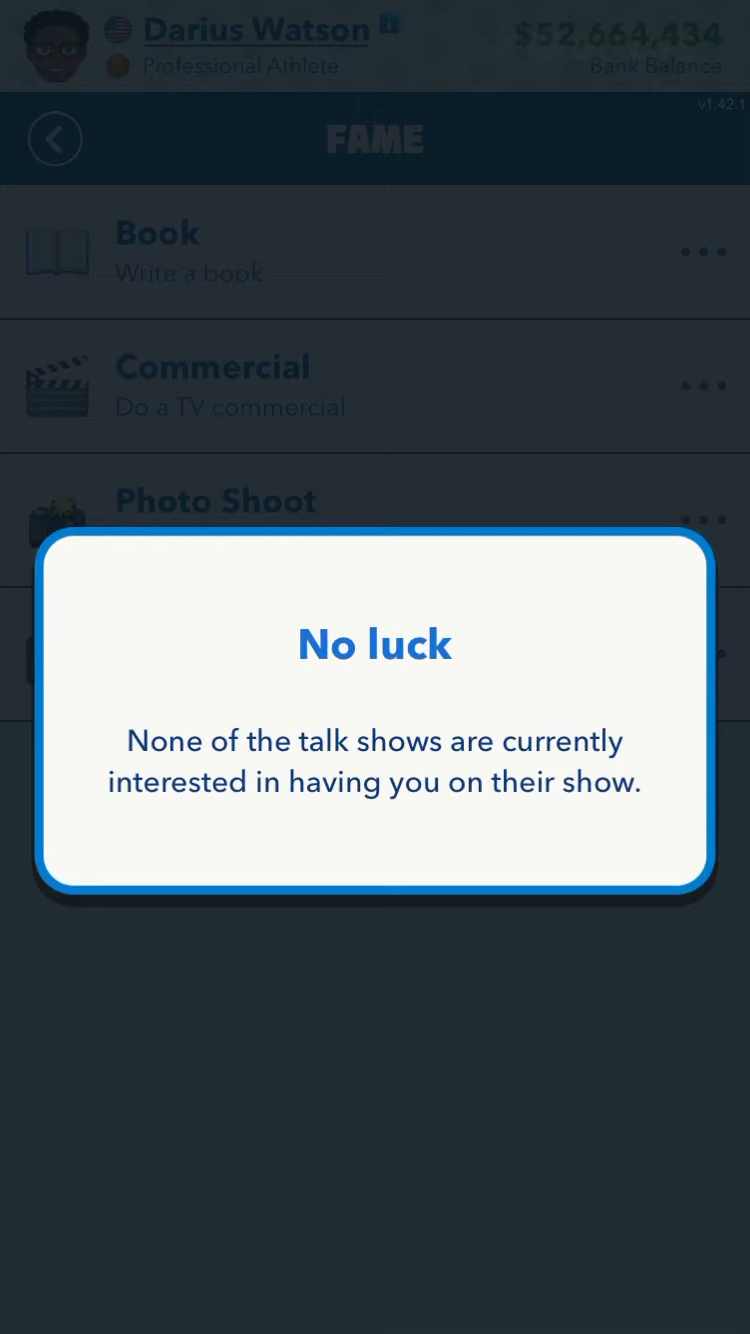 Darius Watson
$52,664,434
Professional Athlete
Bank Balance
v1.42.1
FAME
Book
Write a book
Commercial
Do a TV commercial
Photo Shoot
No luck
None of the talk shows are currently
interested in having you on their show.